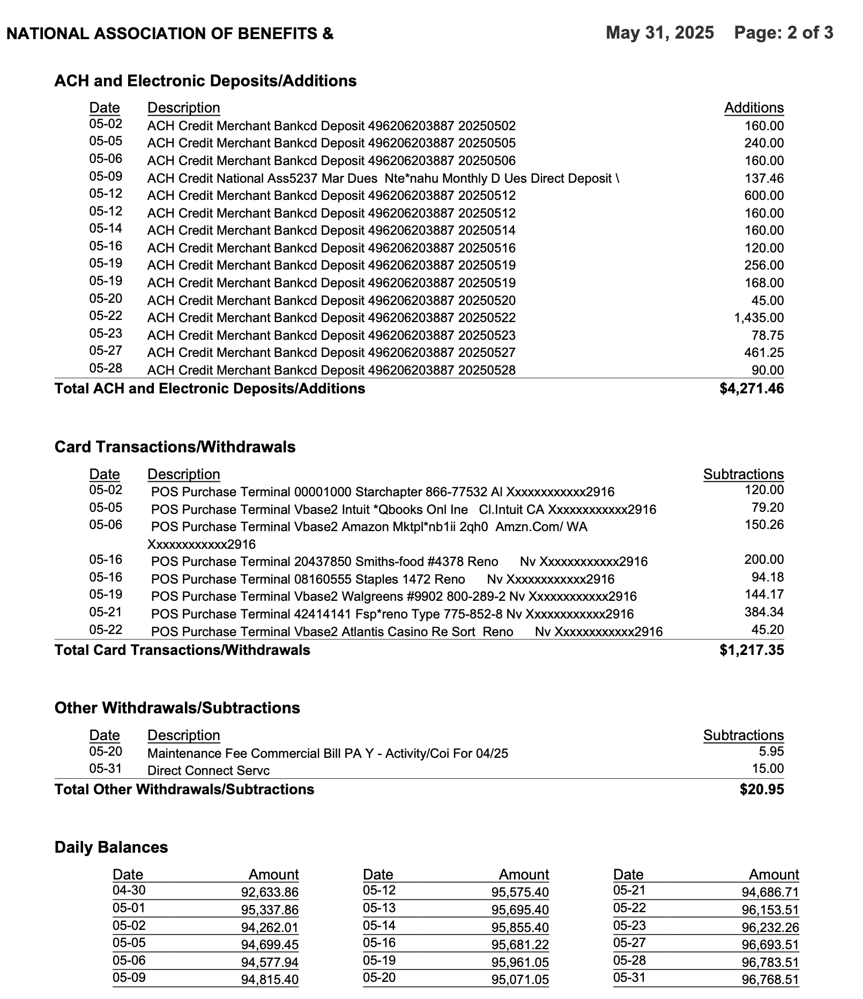 NATIONAL ASSOCIATION OF BENEFITS & May 31, 2025 Page: 2 of 3
ACH and Electronic Deposits/Additions
Date Description Additions
05-02 ACH Credit Merchant Bankcd Deposit 496206203887 20250502 160.00
05-05 ACH Credit Merchant Bankcd Deposit 496206203887 20250505 240.00
05-06 ACH Credit Merchant Bankcd Deposit 496206203887 20250506 160.00
05-09 ACH Credit National Ass5237 Mar Dues Nte*nahu Monthly D Ues Direct Deposit \ 137.46
05-12 ACH Credit Merchant Bankcd Deposit 496206203887 20250512 600.00
05-12 ACH Credit Merchant Bankcd Deposit 496206203887 20250512 160.00
05-14 ACH Credit Merchant Bankcd Deposit 496206203887 20250514 160.00
05-16 ACH Credit Merchant Bankcd Deposit 496206203887 20250516 120.00
05-19 ACH Credit Merchant Bankcd Deposit 496206203887 20250519 256.00
05-19 ACH Credit Merchant Bankcd Deposit 496206203887 20250519 168.00
05-20 ACH Credit Merchant Bankcd Deposit 496206203887 20250520 45.00
05-22 ACH Credit Merchant Bankcd Deposit 496206203887 20250522 1,435.00
05-23 ACH Credit Merchant Bankcd Deposit 496206203887 20250523 78.75
05-27 ACH Credit Merchant Bankcd Deposit 496206203887 20250527 461.25
05-28 ACH Credit Merchant Bankcd Deposit 496206203887 20250528 90.00
Total ACH and Electronic Deposits/Additions $4,271.46
Card Transactions/Withdrawals
Date Description Subtractions
05-02 POS Purchase Terminal 00001000 Starchapter 866-77532 Al Xxxxxxxxxxxx2916 120.00
05-05 POS Purchase Terminal Vbase2 Intuit *Qbooks Onl Ine Cl.Intuit CA Xxxxxxxxxxxx2916 79.20
05-06 POS Purchase Terminal Vbase2 Amazon Mktpl*nb1ii 2qh0 Amzn.Com/ WA 150.26
Xxxxxxxxxxxx2916
05-16 POS Purchase Terminal 20437850 Smiths-food #4378 Reno Nv Xxxxxxxxxxxx2916 200.00
05-16 POS Purchase Terminal 08160555 Staples 1472 Reno Nv Xxxxxxxxxxxx2916 94.18
05-19 POS Purchase Terminal Vbase2 Walgreens #9902 800-289-2 Nv Xxxxxxxxxxxx2916 144.17
05-21 POS Purchase Terminal 42414141 Fsp*reno Type 775-852-8 Nv Xxxxxxxxxxxx2916 384.34
05-22 POS Purchase Terminal Vbase2 Atlantis Casino Re Sort Reno Nv Xxxxxxxxxxxx2916 45.20
Total Card Transactions/Withdrawals $1,217.35
Other Withdrawals/Subtractions
Date Description Subtractions
05-20 Maintenance Fee Commercial Bill PA Y - Activity/Coi For 04/25 5.95
05-31 Direct Connect Servc 15.00
Total Other Withdrawals/Subtractions $20.95
Daily Balances
Date Amount Date Amount Date Amount
04-30 92,633.86 05-12 95,575.40 05-21 94,686.71
05-01 95,337.86 05-13 95,695.40 05-22 96,153.51
05-02 94,262.01 05-14 95,855.40 05-23 96,232.26
05-05 94,699.45 05-16 95,681.22 05-27 96,693.51
05-06 94,577.94 05-19 95,961.05 05-28 96,783.51
05-09 94,815.40 05-20 95,071.05 05-31 96,768.51